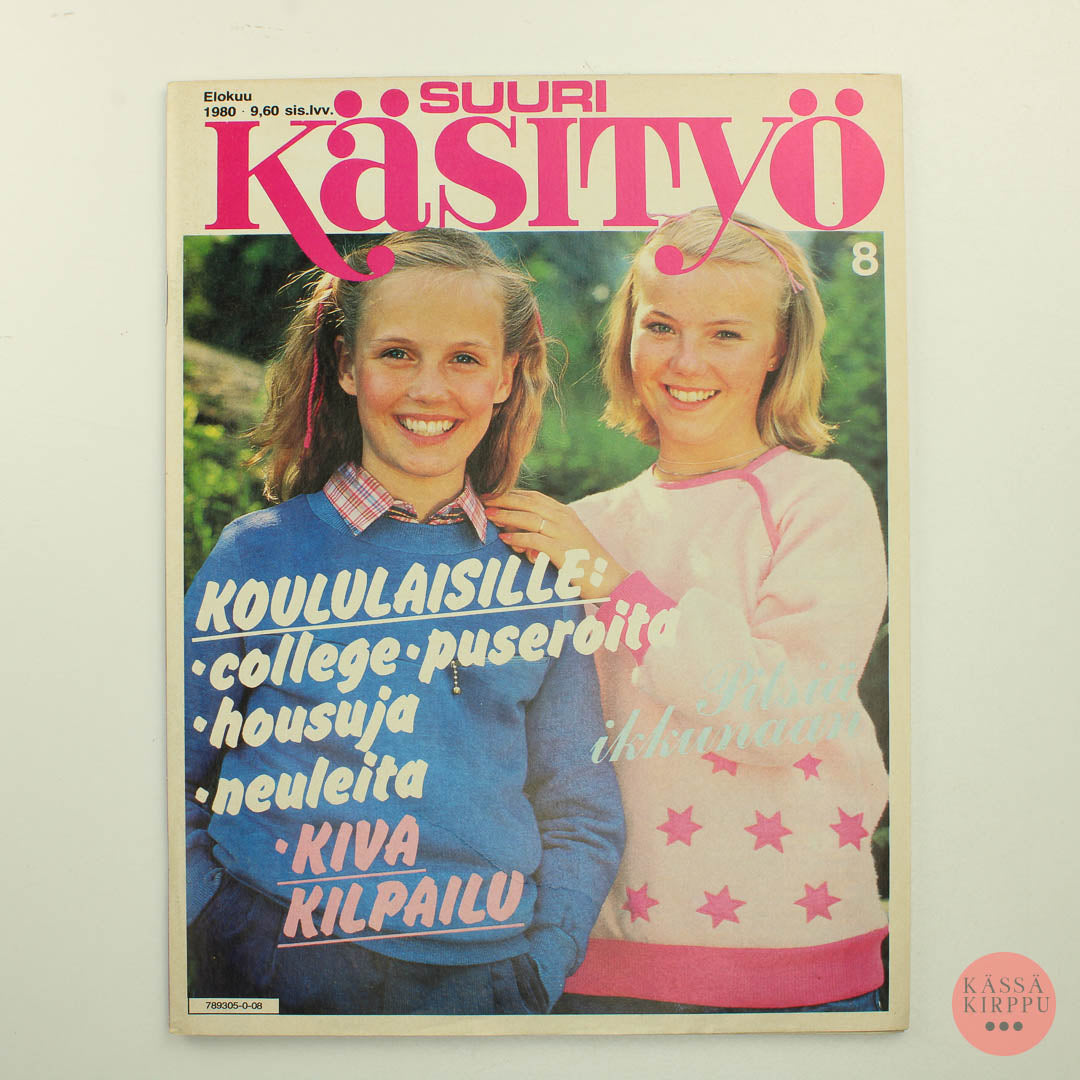 Elokuu
1980 · 9,60 sis.lvv.
SUURI
KÄSITYÖ
8
KOULULAISILLE:
·college·puseroita
·housuja
·neuleita
·KIVA
KILPAILU
Pitsiä
ikkunaan
789305-0-08
KÄSSÄ
KIRPPU